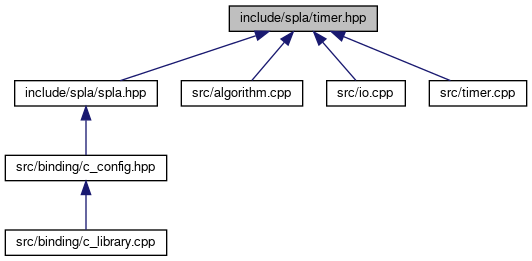 include/spla/timer.hpp
include/spla/spla.hpp
src/algorithm.cpp
src/io.cpp
src/timer.cpp
src/binding/c_config.hpp
src/binding/c_library.cpp